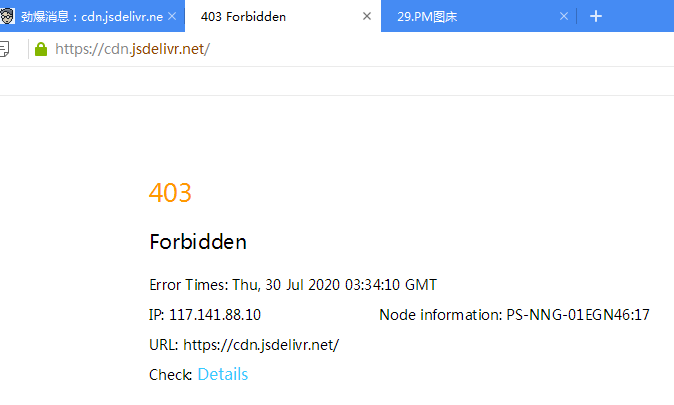 劲爆消息：cdn.jsdelivr.ne
403 Forbidden
29.PM图床
https://cdn.jsdelivr.net/
403
Forbidden
Error Times: Thu, 30 Jul 2020 03:34:10 GMT
IP: 117.141.88.10 Node information: PS-NNG-01EGN46:17
URL: https://cdn.jsdelivr.net/
Check: Details